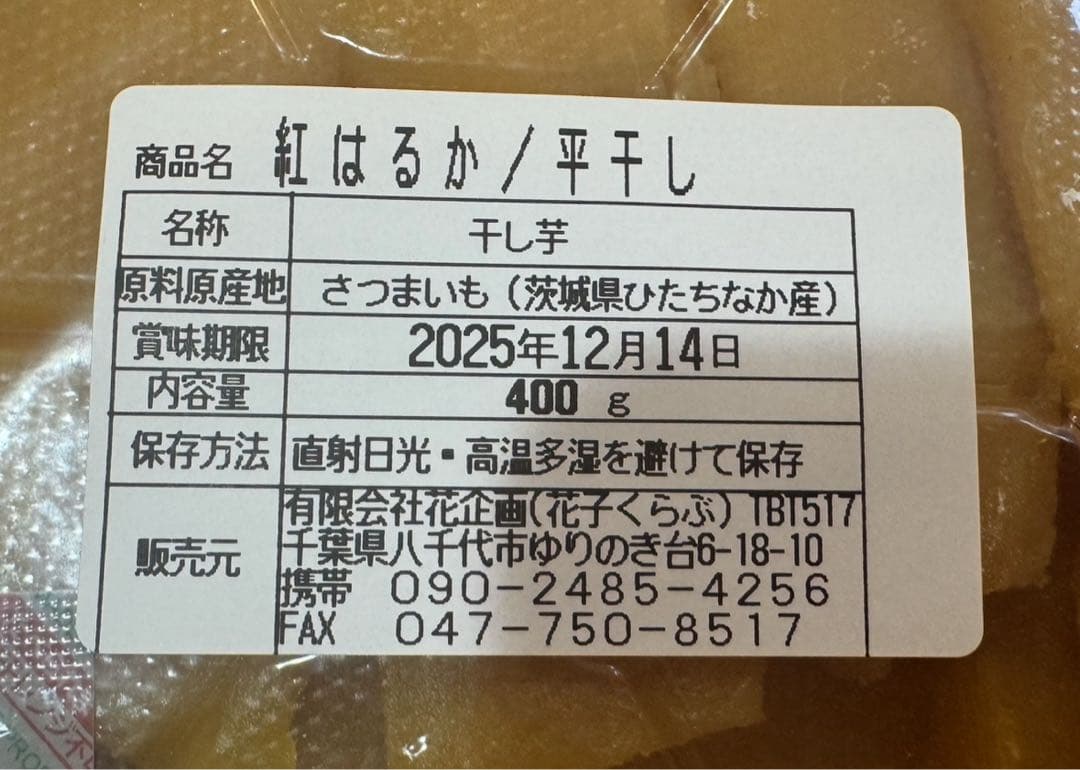 商品名 紅はるか/平干し
名称 干し芋
原料原産地 さつまいも(茨城県ひたちなか産)
賞味期限 2025年12月14日
内容量 400 g
保存方法 直射日光・高温多湿を避けて保存
販売元 有限会社花企画(花子くらぶ) TBT517
千葉県八千代市ゆりのき台6-18-10
携帯 090-2485-4256
FAX 047-750-8517